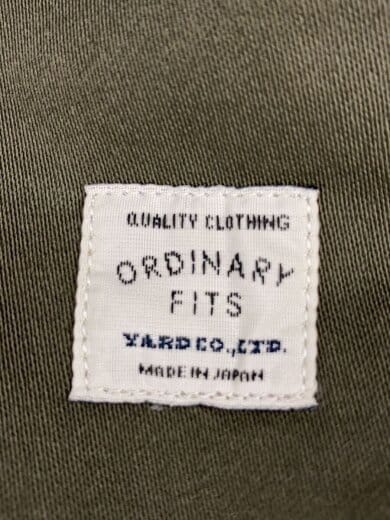 QUALITY CLOTHING
ORDINARY
FITS
YARD CO.,LTD.
MADE IN JAPAN